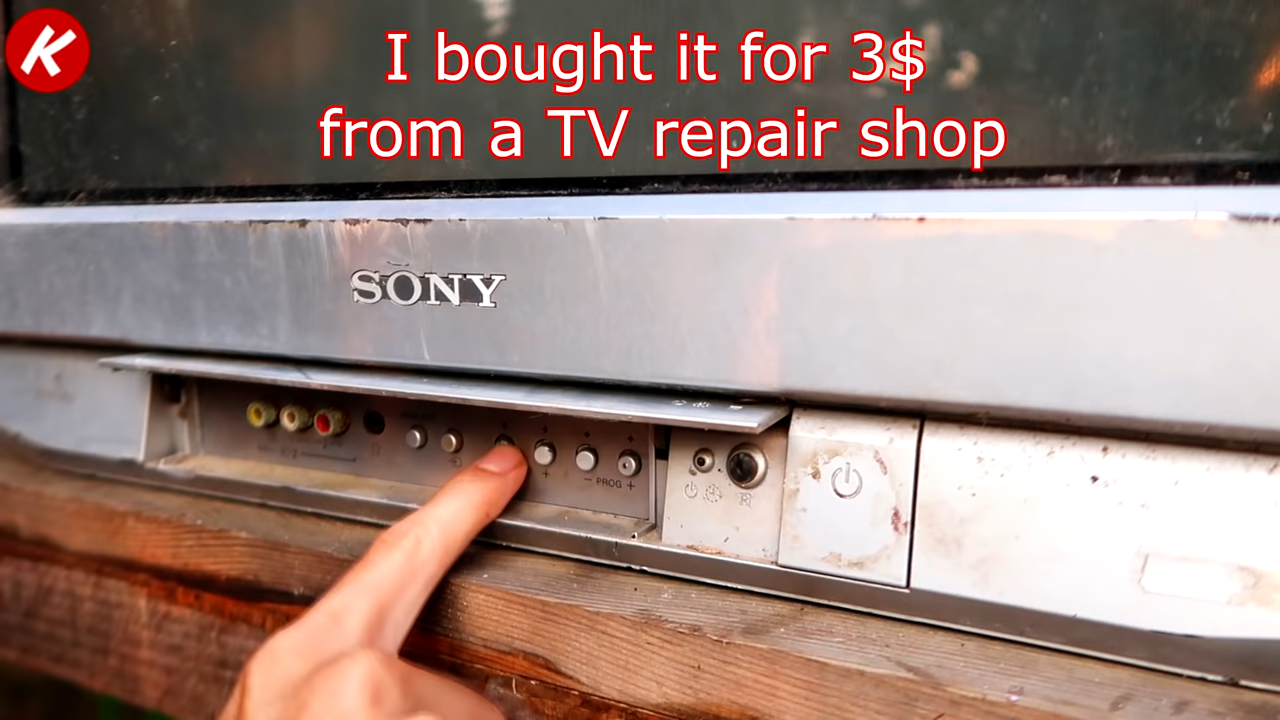 K
I bought it for 3$
from a TV repair shop
SONY
− PROG +